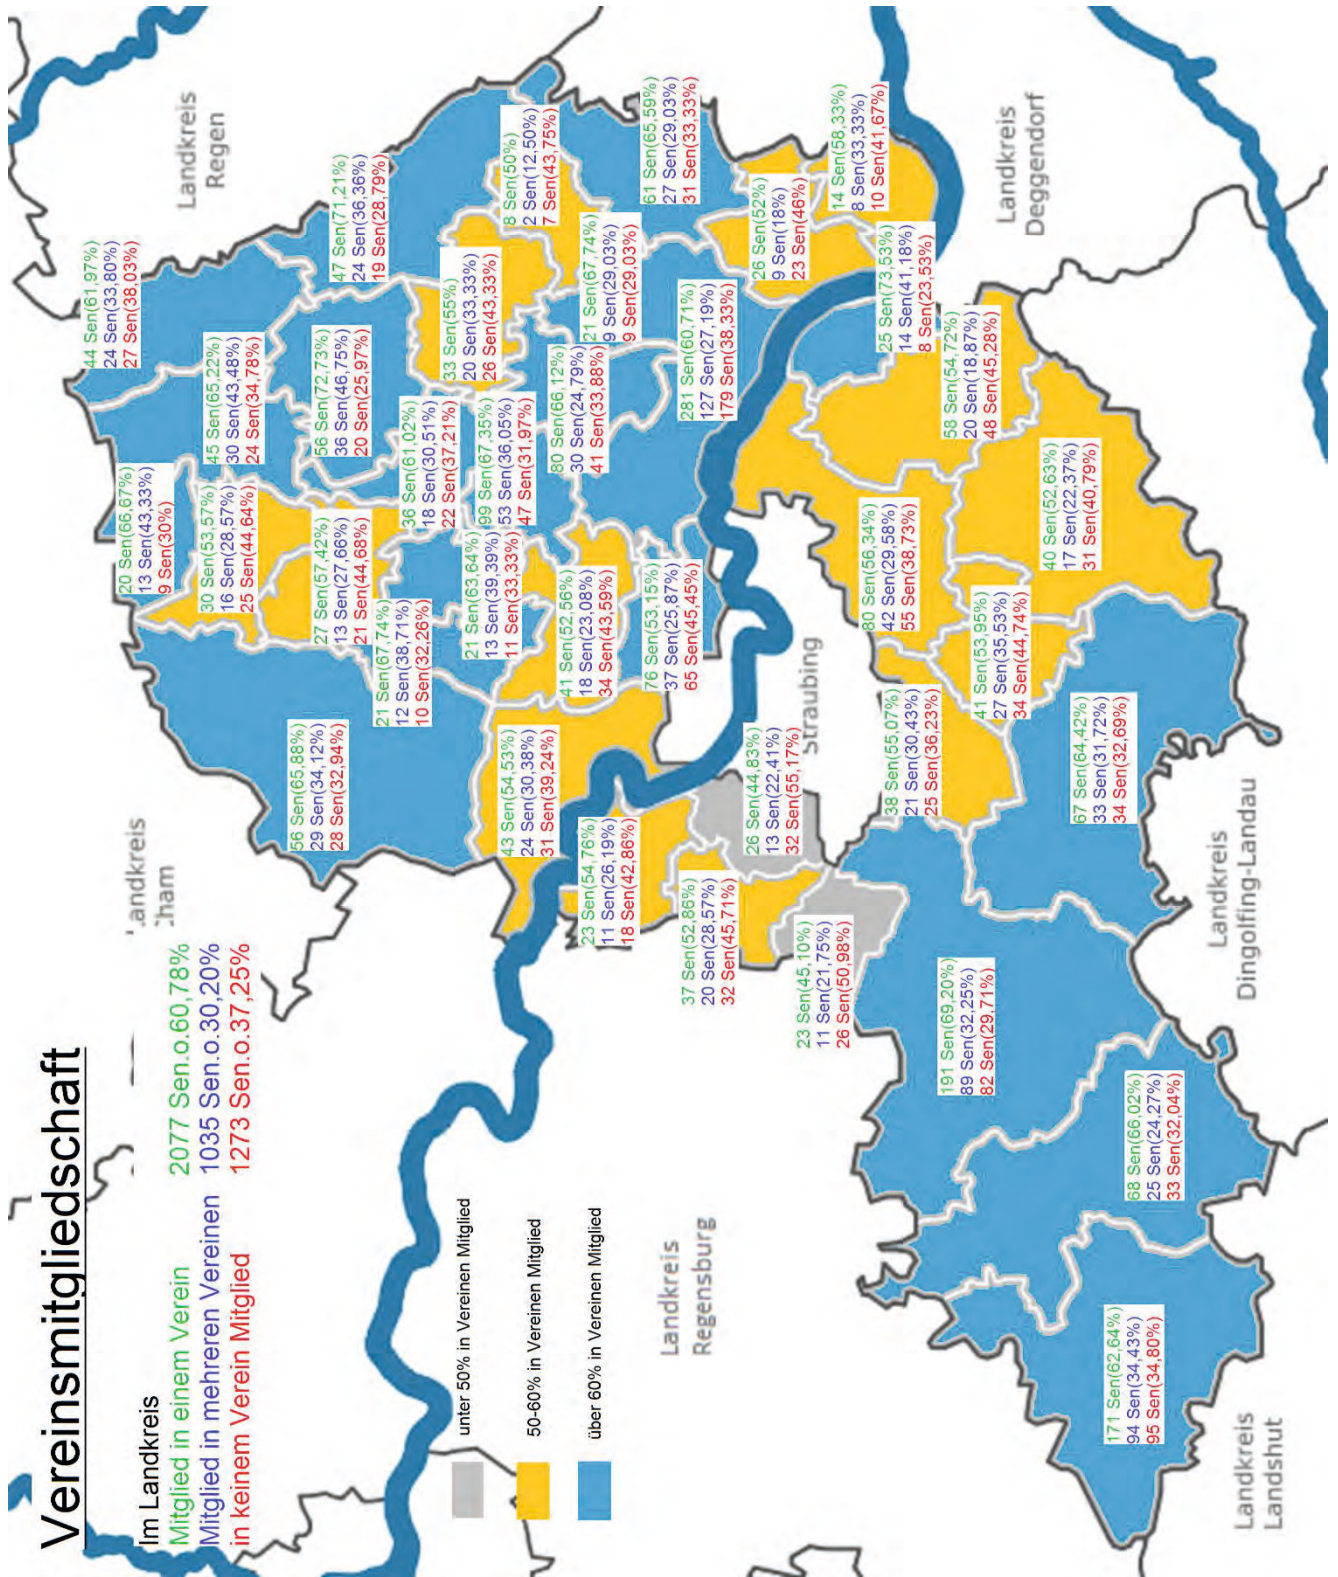 Vereinsmitgliedschaft
Im Landkreis
Mitglied in einem Verein 2077 Sen.o.60,78%
Mitglied in mehreren Vereinen 1035 Sen.o.30,20%
in keinem Verein Mitglied 1273 Sen.o.37,25%
unter 50% in Vereinen Mitglied
50-60% in Vereinen Mitglied
über 60% in Vereinen Mitglied
Landkreis
Regen
Landkreis
Cham
Landkreis
Deggendorf
Straubing
Landkreis
Regensburg
Landkreis
Dingolfing-Landau
Landkreis
Landshut
44 Sen(61,97%)
24 Sen(33,80%)
27 Sen(38,03%)
20 Sen(66,67%)
13 Sen(43,33%)
9 Sen(30%)
45 Sen(65,22%)
30 Sen(43,48%)
24 Sen(34,78%)
30 Sen(53,57%)
16 Sen(28,57%)
25 Sen(44,64%)
47 Sen(71,21%)
24 Sen(36,36%)
19 Sen(28,79%)
56 Sen(72,73%)
36 Sen(46,75%)
20 Sen(25,97%)
27 Sen(57,42%)
13 Sen(27,66%)
21 Sen(44,68%)
56 Sen(65,88%)
29 Sen(34,12%)
28 Sen(32,94%)
21 Sen(67,74%)
12 Sen(38,71%)
10 Sen(32,26%)
36 Sen(61,02%)
18 Sen(30,51%)
22 Sen(37,21%)
33 Sen(55%)
20 Sen(33,33%)
26 Sen(43,33%)
8 Sen(50%)
2 Sen(12,50%)
7 Sen(43,75%)
21 Sen(63,64%)
13 Sen(39,39%)
11 Sen(33,33%)
99 Sen(67,35%)
53 Sen(36,05%)
47 Sen(31,97%)
43 Sen(54,53%)
24 Sen(30,38%)
31 Sen(39,24%)
41 Sen(52,56%)
18 Sen(23,08%)
34 Sen(43,59%)
80 Sen(66,12%)
30 Sen(24,79%)
41 Sen(33,88%)
21 Sen(67,74%)
9 Sen(29,03%)
9 Sen(29,03%)
61 Sen(65,59%)
27 Sen(29,03%)
31 Sen(33,33%)
23 Sen(54,76%)
11 Sen(26,19%)
18 Sen(42,86%)
76 Sen(53,15%)
37 Sen(25,87%)
65 Sen(45,45%)
281 Sen(60,71%)
127 Sen(27,19%)
179 Sen(38,33%)
26 Sen(52%)
9 Sen(18%)
23 Sen(46%)
14 Sen(58,33%)
8 Sen(33,33%)
10 Sen(41,67%)
37 Sen(52,86%)
20 Sen(28,57%)
32 Sen(45,71%)
26 Sen(44,83%)
13 Sen(22,41%)
32 Sen(55,17%)
23 Sen(45,10%)
11 Sen(21,75%)
26 Sen(50,98%)
25 Sen(73,53%)
14 Sen(41,18%)
8 Sen(23,53%)
80 Sen(56,34%)
42 Sen(29,58%)
55 Sen(38,73%)
58 Sen(54,72%)
20 Sen(18,87%)
48 Sen(45,28%)
38 Sen(55,07%)
21 Sen(30,43%)
25 Sen(36,23%)
41 Sen(53,95%)
27 Sen(35,53%)
34 Sen(44,74%)
40 Sen(52,63%)
17 Sen(22,37%)
31 Sen(40,79%)
191 Sen(69,20%)
89 Sen(32,25%)
82 Sen(29,71%)
67 Sen(64,42%)
33 Sen(31,72%)
34 Sen(32,69%)
68 Sen(66,02%)
25 Sen(24,27%)
33 Sen(32,04%)
171 Sen(62,64%)
94 Sen(34,43%)
95 Sen(34,80%)